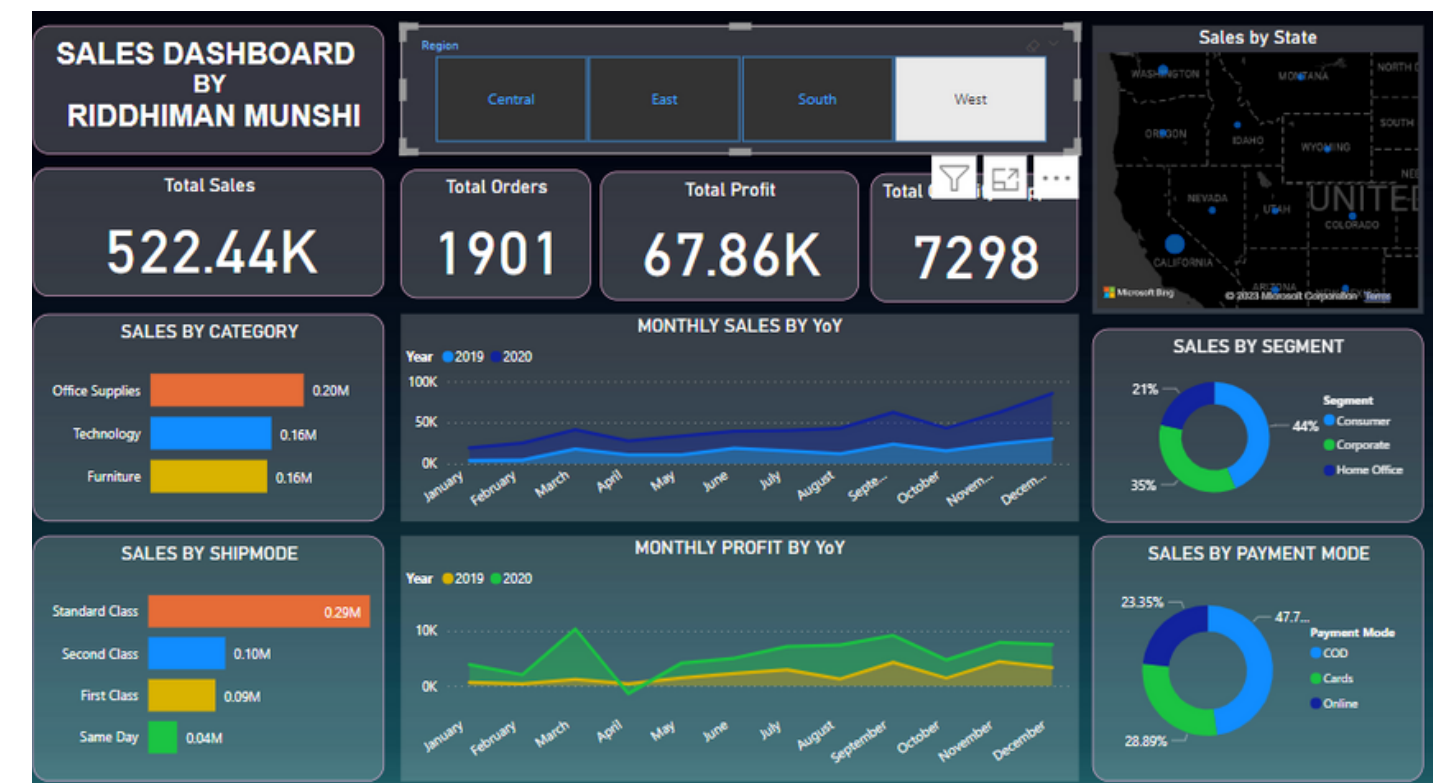 SALES DASHBOARD
BY
RIDDHIMAN MUNSHI
Region
Central
East
South
West
Sales by State
WASHINGTON
MONTANA
NORTH
OREGON
IDAHO
SOUTH
WYOMING
NEVADA
UTAH
UNITE
COLORADO
CALIFORNIA
ARIZONA
Microsoft Bing
© 2023 Microsoft Corporation Terms
Total Sales
522.44K
Total Orders
1901
Total Profit
67.86K
Total
7298
SALES BY CATEGORY
Office Supplies 0.20M
Technology 0.16M
Furniture 0.16M
MONTHLY SALES BY YoY
Year 2019 2020
100K
50K
0K
January February March April May June July August Septe... October Novem... Decem...
SALES BY SEGMENT
21%
44%
35%
Segment
Consumer
Corporate
Home Office
SALES BY SHIPMODE
Standard Class 0.29M
Second Class 0.10M
First Class 0.09M
Same Day 0.04M
MONTHLY PROFIT BY YoY
Year 2019 2020
10K
0K
January February March April May June July August September October November December
SALES BY PAYMENT MODE
23.35%
47.7...
28.89%
Payment Mode
COD
Cards
Online